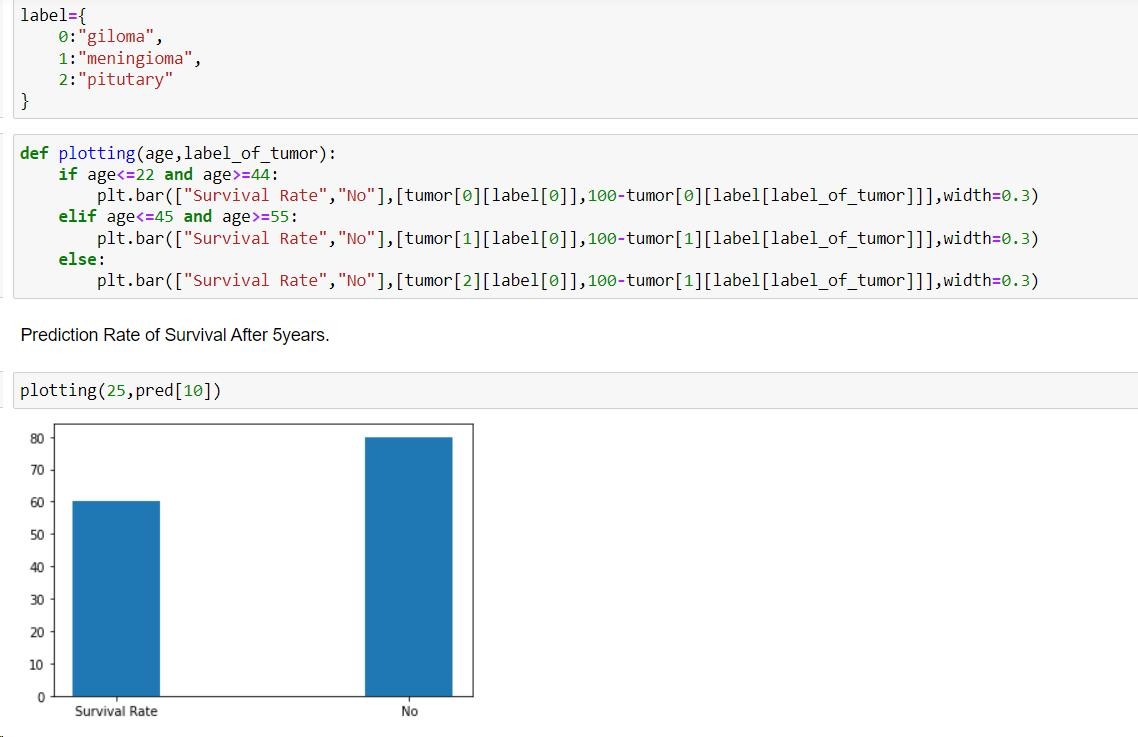 label={
    0:"giloma",
    1:"meningioma",
    2:"pitutary"
}
def plotting(age,label_of_tumor):
    if age<=22 and age>=44:
        plt.bar(["Survival Rate","No"],[tumor[0][label[0]],100-tumor[0][label[label_of_tumor]]],width=0.3)
    elif age<=45 and age>=55:
        plt.bar(["Survival Rate","No"],[tumor[1][label[0]],100-tumor[1][label[label_of_tumor]]],width=0.3)
    else:
        plt.bar(["Survival Rate","No"],[tumor[2][label[0]],100-tumor[1][label[label_of_tumor]]],width=0.3)
Prediction Rate of Survival After 5years.
plotting(25,pred[10])
80
70
60
50
40
30
20
10
0
Survival Rate No